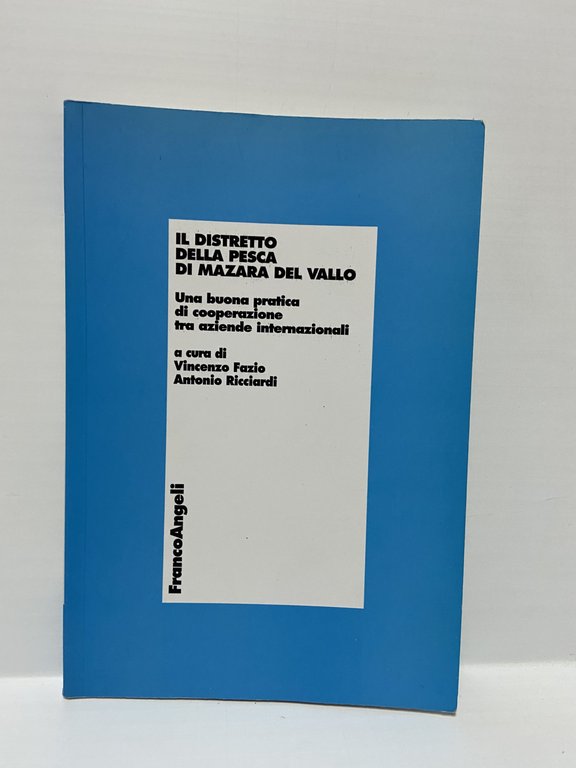 IL DISTRETTO
DELLA PESCA
DI MAZARA DEL VALLO
Una buona pratica
di cooperazione
tra aziende internazionali
a cura di
Vincenzo Fazio
Antonio Ricciardi
FrancoAngeli